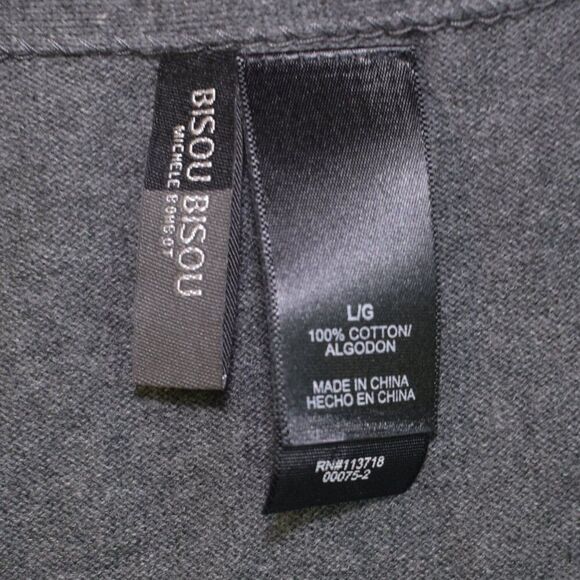 BISOU BISOU
MICHELE BOHBOT
L/G
100% COTTON/
ALGODON
MADE IN CHINA
HECHO EN CHINA
RN#113718
00075-2